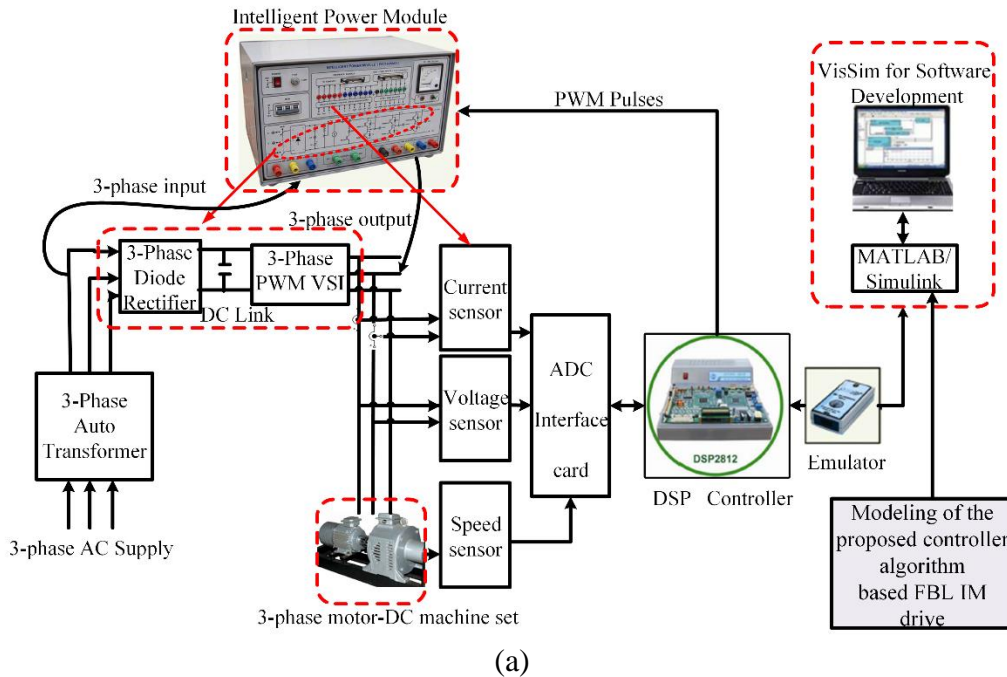 Intelligent Power Module
VisSim for Software
Development
PWM Pulses
3-phase input
3-phase output
3-Phase
Diode
Rectifier
3-Phase
PWM VSI
DC Link
Current
sensor
MATLAB/
Simulink
3-Phase
Auto
Transformer
Voltage
sensor
ADC
Interface
card
DSP2812
Emulator
DSP Controller
3-phase AC Supply
Speed
sensor
Modeling of the
proposed controller
algorithm
based FBL IM
drive
3-phase motor-DC machine set
(a)